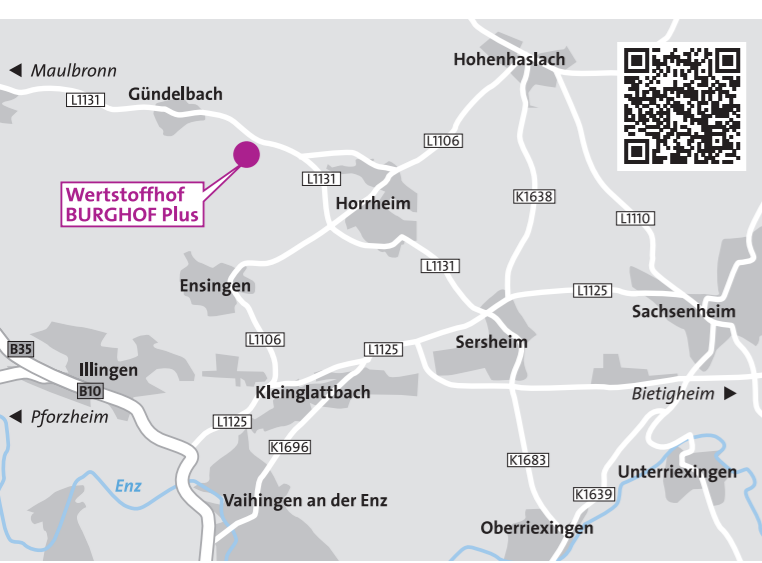 Hohenhaslach
◄ Maulbronn
Gündelbach
L1131
L1106
Wertstoffhof
BURGHOF Plus
L1131
Horrheim
K1638
L1110
L1131
Ensingen
L1125
Sachsenheim
L1106
L1125
Sersheim
B35
Illingen
B10
Kleinglattbach
Bietigheim ►
◄ Pforzheim
L1125
K1696
K1683
Unterriexingen
Enz
Vaihingen an der Enz
K1639
Oberriexingen